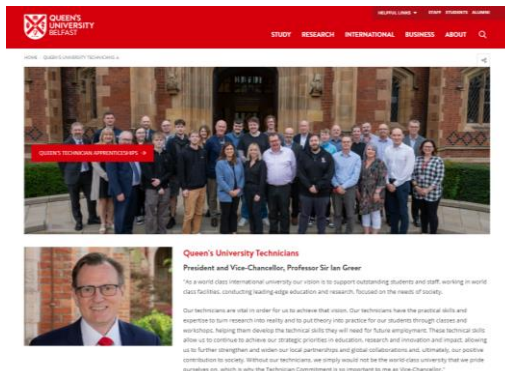 HELPFUL LINKS STAFF STUDENTS ALUMNI
QUEEN'S
UNIVERSITY
BELFAST
STUDY RESEARCH INTERNATIONAL BUSINESS ABOUT
HOME QUEEN'S UNIVERSITY TECHNICIANS
QUEEN'S TECHNICIAN APPRENTICESHIPS
Queen's University Technicians
President and Vice-Chancellor, Professor Sir Ian Greer
"As a world class international university our vision is to support outstanding students and staff, working in world
class facilities, conducting leading-edge education and research, focused on the needs of society.
Our technicians are vital in order for us to achieve that vision. Our technicians have the practical skills and
expertise to turn research into reality and to put theory into practice for our students through classes and
workshops, helping them develop the technical skills they will need for future employment. These technical skills
allow us to continue to achieve our strategic priorities in education, research and innovation and impact, allowing
us to further strengthen and widen our local partnerships and global collaborations and, ultimately, our positive
contribution to society. Without our technicians, we simply would not be the world-class university that we pride
ourselves on, which is why the Technician Commitment is so important to me as Vice-Chancellor."